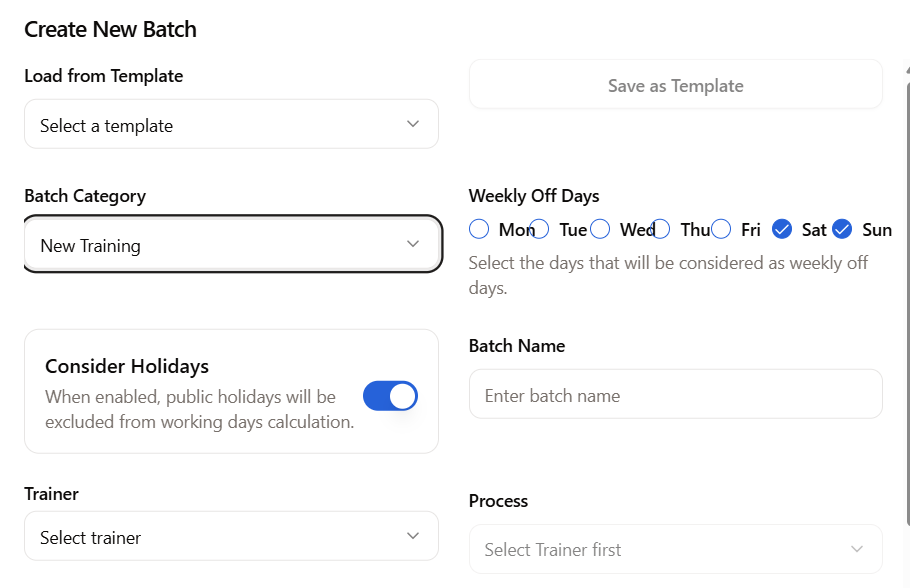 Create New Batch
Load from Template
Select a template
Save as Template
Batch Category
New Training
Weekly Off Days
Mon Tue Wed Thu Fri Sat Sun
Select the days that will be considered as weekly off
days.
Consider Holidays
When enabled, public holidays will be
excluded from working days calculation.
Batch Name
Enter batch name
Trainer
Select trainer
Process
Select Trainer first